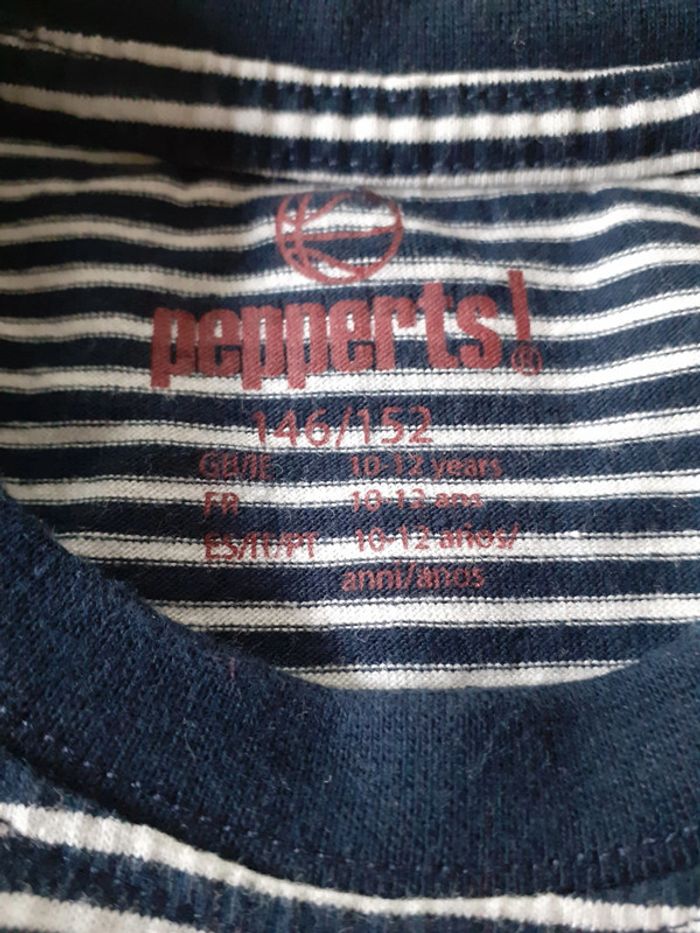 pepperts!®
146/152
GB/IE 10-12 years
FR 10-12 ans
ES/IT/PT 10-12 años/
anni/anos